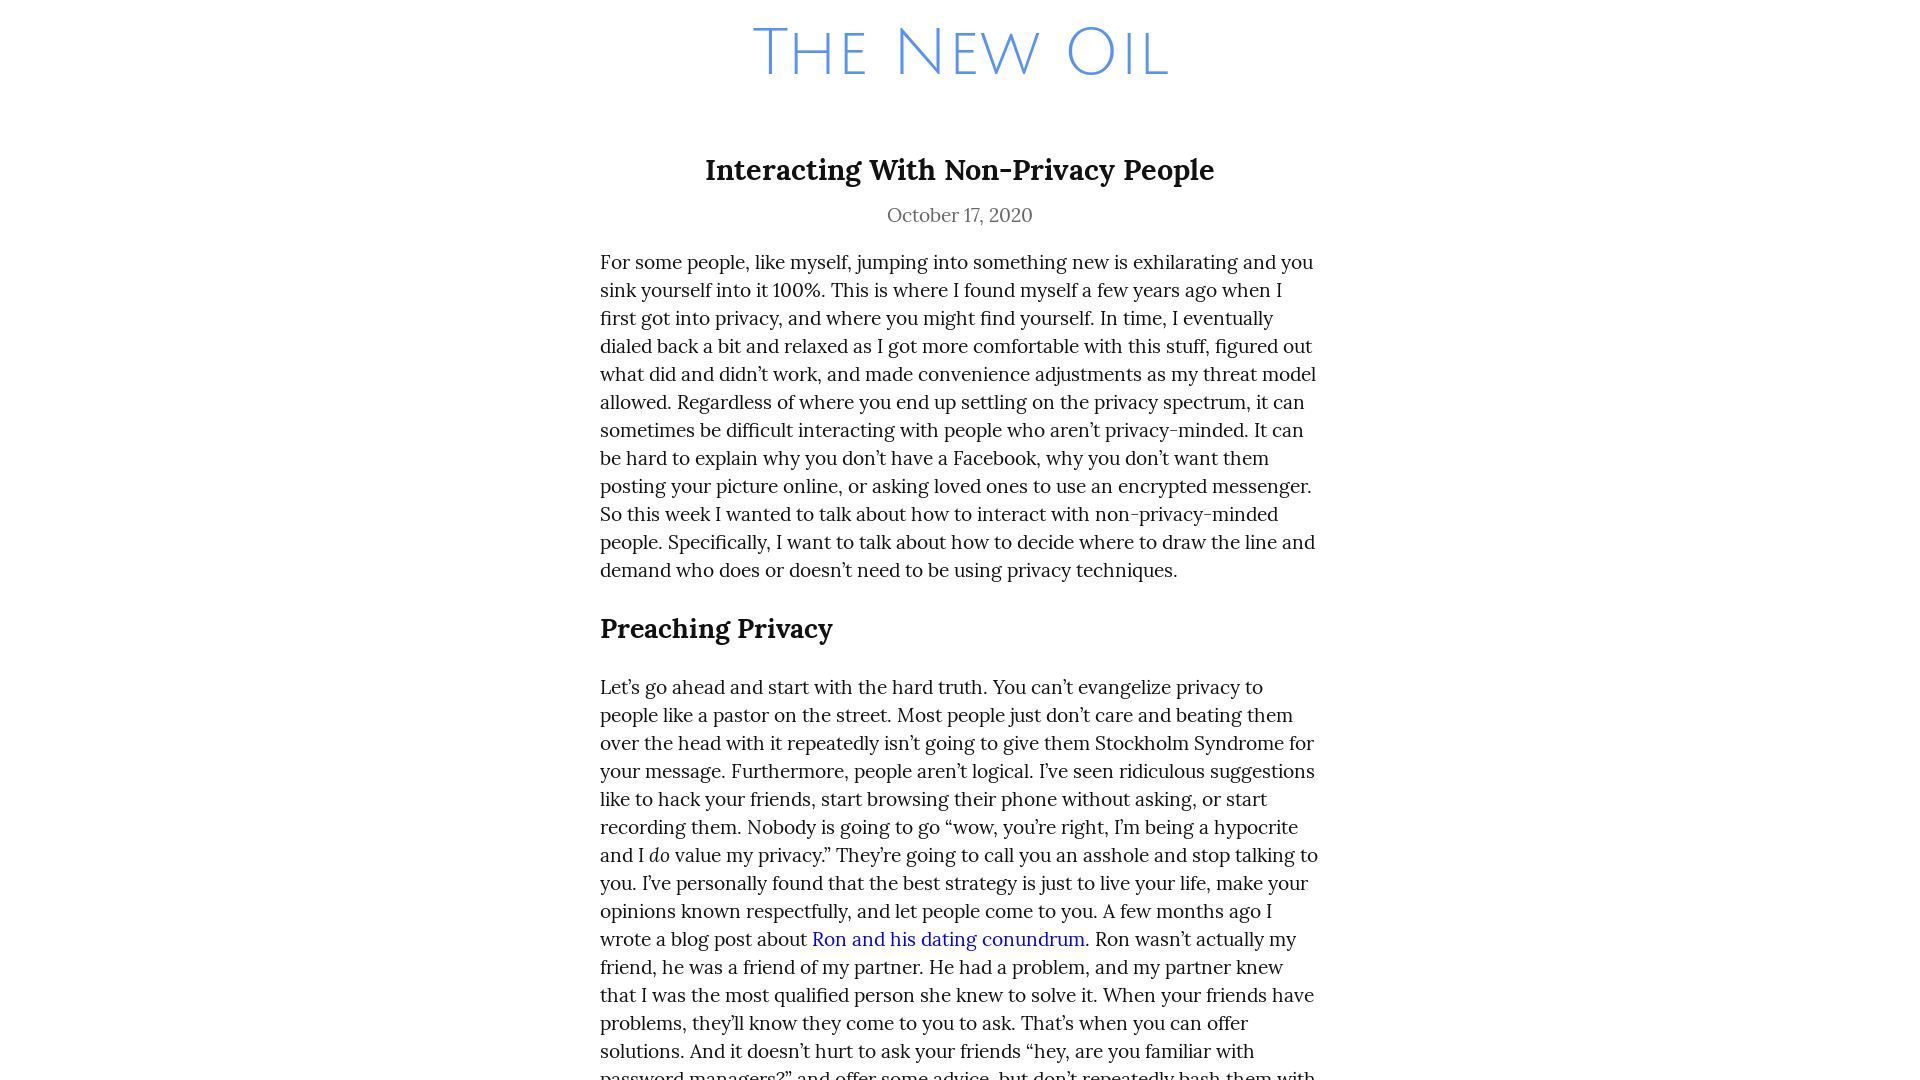 The New Oil
Interacting With Non-Privacy People
October 17, 2020
For some people, like myself, jumping into something new is exhilarating and you
sink yourself into it 100%. This is where I found myself a few years ago when I
first got into privacy, and where you might find yourself. In time, I eventually
dialed back a bit and relaxed as I got more comfortable with this stuff, figured out
what did and didn’t work, and made convenience adjustments as my threat model
allowed. Regardless of where you end up settling on the privacy spectrum, it can
sometimes be difficult interacting with people who aren’t privacy-minded. It can
be hard to explain why you don’t have a Facebook, why you don’t want them
posting your picture online, or asking loved ones to use an encrypted messenger.
So this week I wanted to talk about how to interact with non-privacy-minded
people. Specifically, I want to talk about how to decide where to draw the line and
demand who does or doesn’t need to be using privacy techniques.
Preaching Privacy
Let’s go ahead and start with the hard truth. You can’t evangelize privacy to
people like a pastor on the street. Most people just don’t care and beating them
over the head with it repeatedly isn’t going to give them Stockholm Syndrome for
your message. Furthermore, people aren’t logical. I’ve seen ridiculous suggestions
like to hack your friends, start browsing their phone without asking, or start
recording them. Nobody is going to go “wow, you’re right, I’m being a hypocrite
and I do value my privacy.” They’re going to call you an asshole and stop talking to
you. I’ve personally found that the best strategy is just to live your life, make your
opinions known respectfully, and let people come to you. A few months ago I
wrote a blog post about Ron and his dating conundrum. Ron wasn’t actually my
friend, he was a friend of my partner. He had a problem, and my partner knew
that I was the most qualified person she knew to solve it. When your friends have
problems, they’ll know they come to you to ask. That’s when you can offer
solutions. And it doesn’t hurt to ask your friends “hey, are you familiar with
password managers?” and offer some advice, but don’t repeatedly bash them with